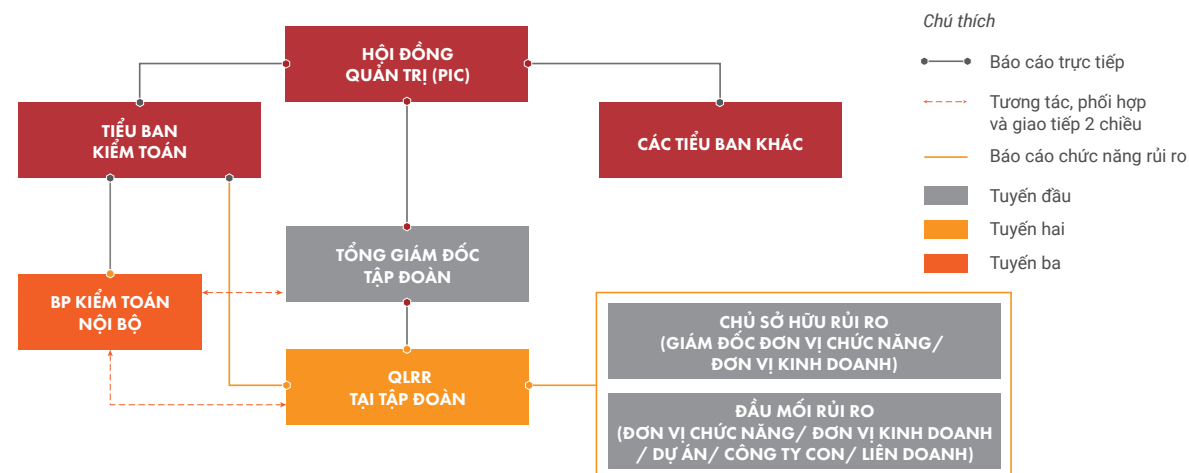 HỘI ĐỒNG
QUẢN TRỊ (PIC)
TIỂU BAN
KIỂM TOÁN
CÁC TIỂU BAN KHÁC
TỔNG GIÁM ĐỐC
TẬP ĐOÀN
BP KIỂM TOÁN
NỘI BỘ
QLRR
TẠI TẬP ĐOÀN
CHỦ SỞ HỮU RỦI RO
(GIÁM ĐỐC ĐƠN VỊ CHỨC NĂNG/
ĐƠN VỊ KINH DOANH)
ĐẦU MỐI RỦI RO
(ĐƠN VỊ CHỨC NĂNG/ ĐƠN VỊ KINH DOANH
/ DỰ ÁN/ CÔNG TY CON/ LIÊN DOANH)
Chú thích
Báo cáo trực tiếp
Tương tác, phối hợp
và giao tiếp 2 chiều
Báo cáo chức năng rủi ro
Tuyến đầu
Tuyến hai
Tuyến ba